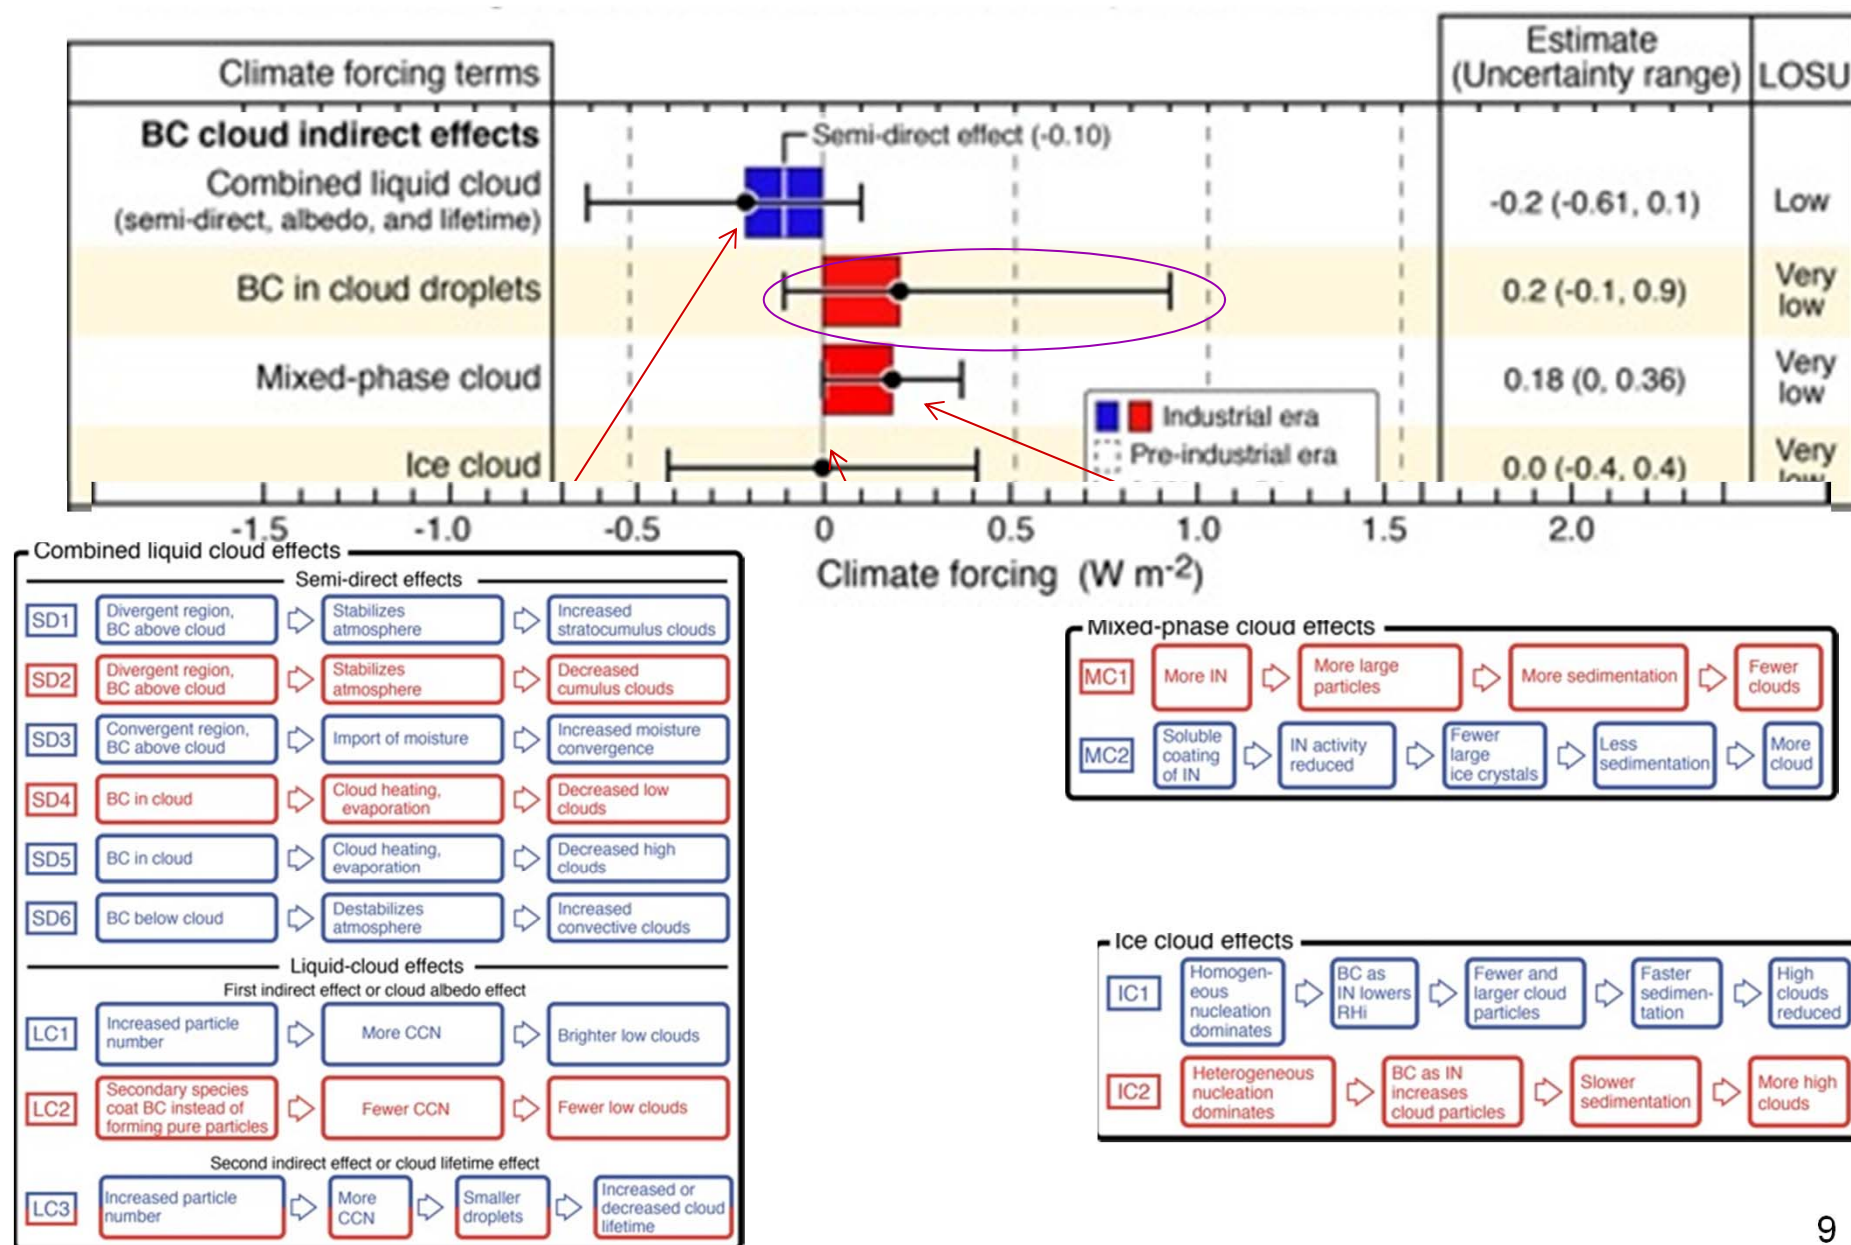 Climate forcing terms
Estimate
(Uncertainty range)
LOSU
BC cloud indirect effects
Semi-direct effect (-0.10)
Combined liquid cloud
(semi-direct, albedo, and lifetime)
-0.2 (-0.61, 0.1)
Low
BC in cloud droplets
0.2 (-0.1, 0.9)
Very
low
Mixed-phase cloud
0.18 (0, 0.36)
Very
low
Industrial era
Pre-industrial era
Ice cloud
0.0 (-0.4, 0.4)
Very
low
-1.5 -1.0 -0.5 0 0.5 1.0 1.5 2.0
Climate forcing (W m-2)
Combined liquid cloud effects
Semi-direct effects
SD1
Divergent region,
BC above cloud
Stabilizes
atmosphere
Increased
stratocumulus clouds
SD2
Divergent region,
BC above cloud
Stabilizes
atmosphere
Decreased
cumulus clouds
SD3
Convergent region,
BC above cloud
Import of moisture
Increased moisture
convergence
SD4
BC in cloud
Cloud heating,
evaporation
Decreased low
clouds
SD5
BC in cloud
Cloud heating,
evaporation
Decreased high
clouds
SD6
BC below cloud
Destabilizes
atmosphere
Increased
convective clouds
Liquid-cloud effects
First indirect effect or cloud albedo effect
LC1
Increased particle
number
More CCN
Brighter low clouds
LC2
Secondary species
coat BC instead of
forming pure particles
Fewer CCN
Fewer low clouds
Second indirect effect or cloud lifetime effect
LC3
Increased particle
number
More
CCN
Smaller
droplets
Increased or
decreased cloud
lifetime
Mixed-phase cloud effects
MC1
More IN
More large
particles
More sedimentation
Fewer
clouds
MC2
Soluble
coating
of IN
IN activity
reduced
Fewer
large
ice crystals
Less
sedimentation
More
cloud
Ice cloud effects
IC1
Homogen-
eous
nucleation
dominates
BC as
IN lowers
RHi
Fewer and
larger cloud
particles
Faster
sedimen-
tation
High
clouds
reduced
IC2
Heterogeneous
nucleation
dominates
BC as IN
increases
cloud particles
Slower
sedimentation
More high
clouds
9